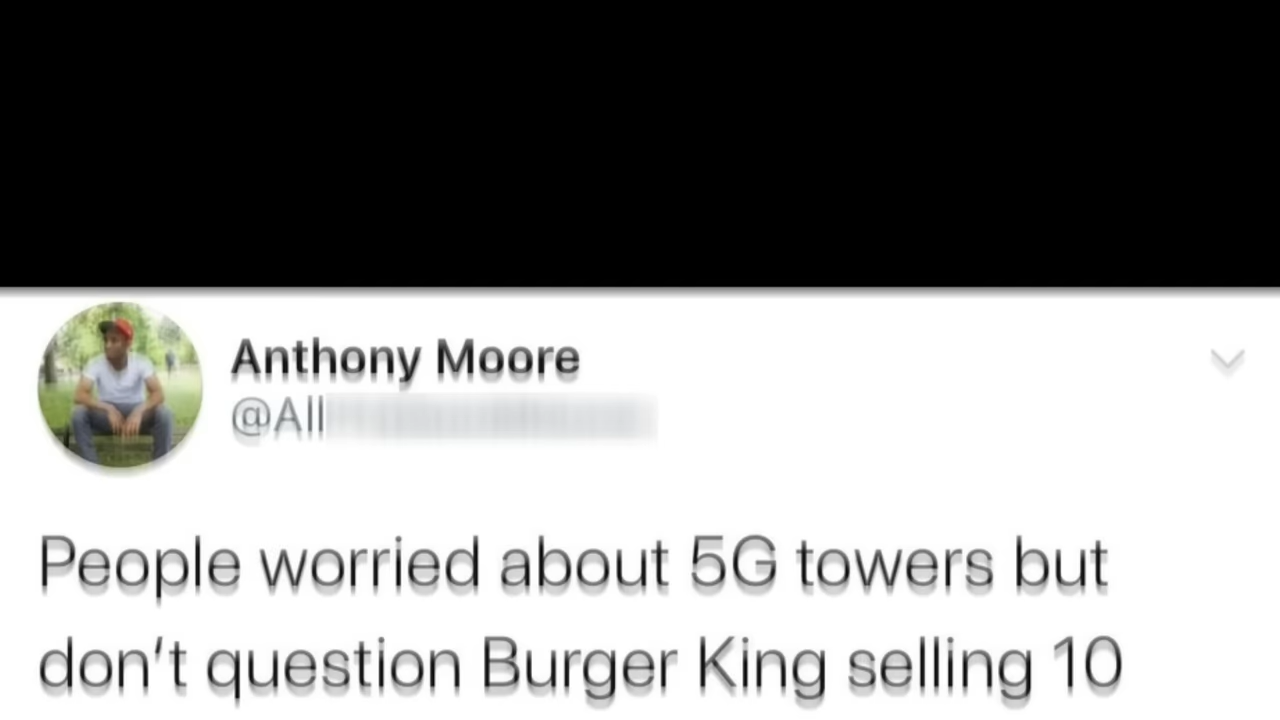 Anthony Moore
@All
People worried about 5G towers but
don't question Burger King selling 10